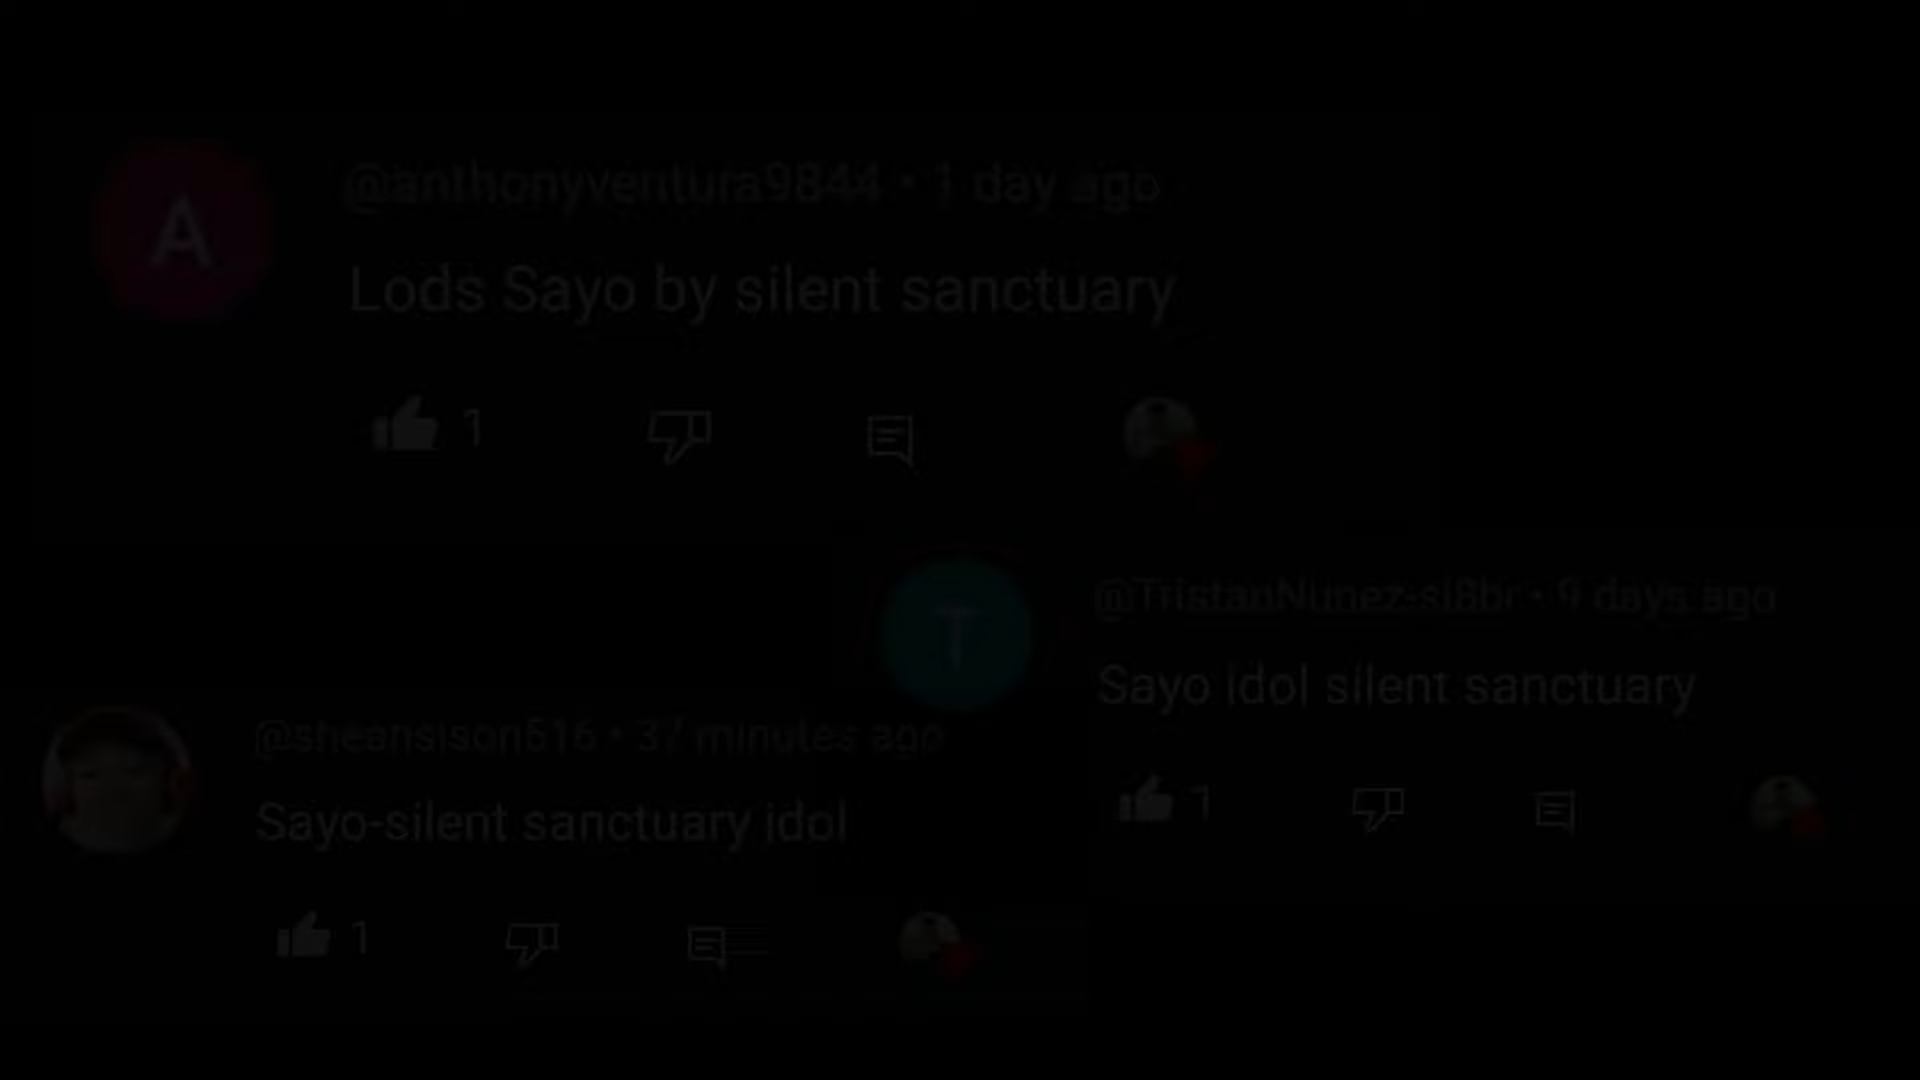 @anthonyventura9844 • 1 day ago
A
Lods Sayo by silent sanctuary
1
@TristanNunez-sl8br • 9 days ago
T
Sayo idol silent sanctuary
1
@sheansison516 • 37 minutes ago
Sayo-silent sanctuary idol
1